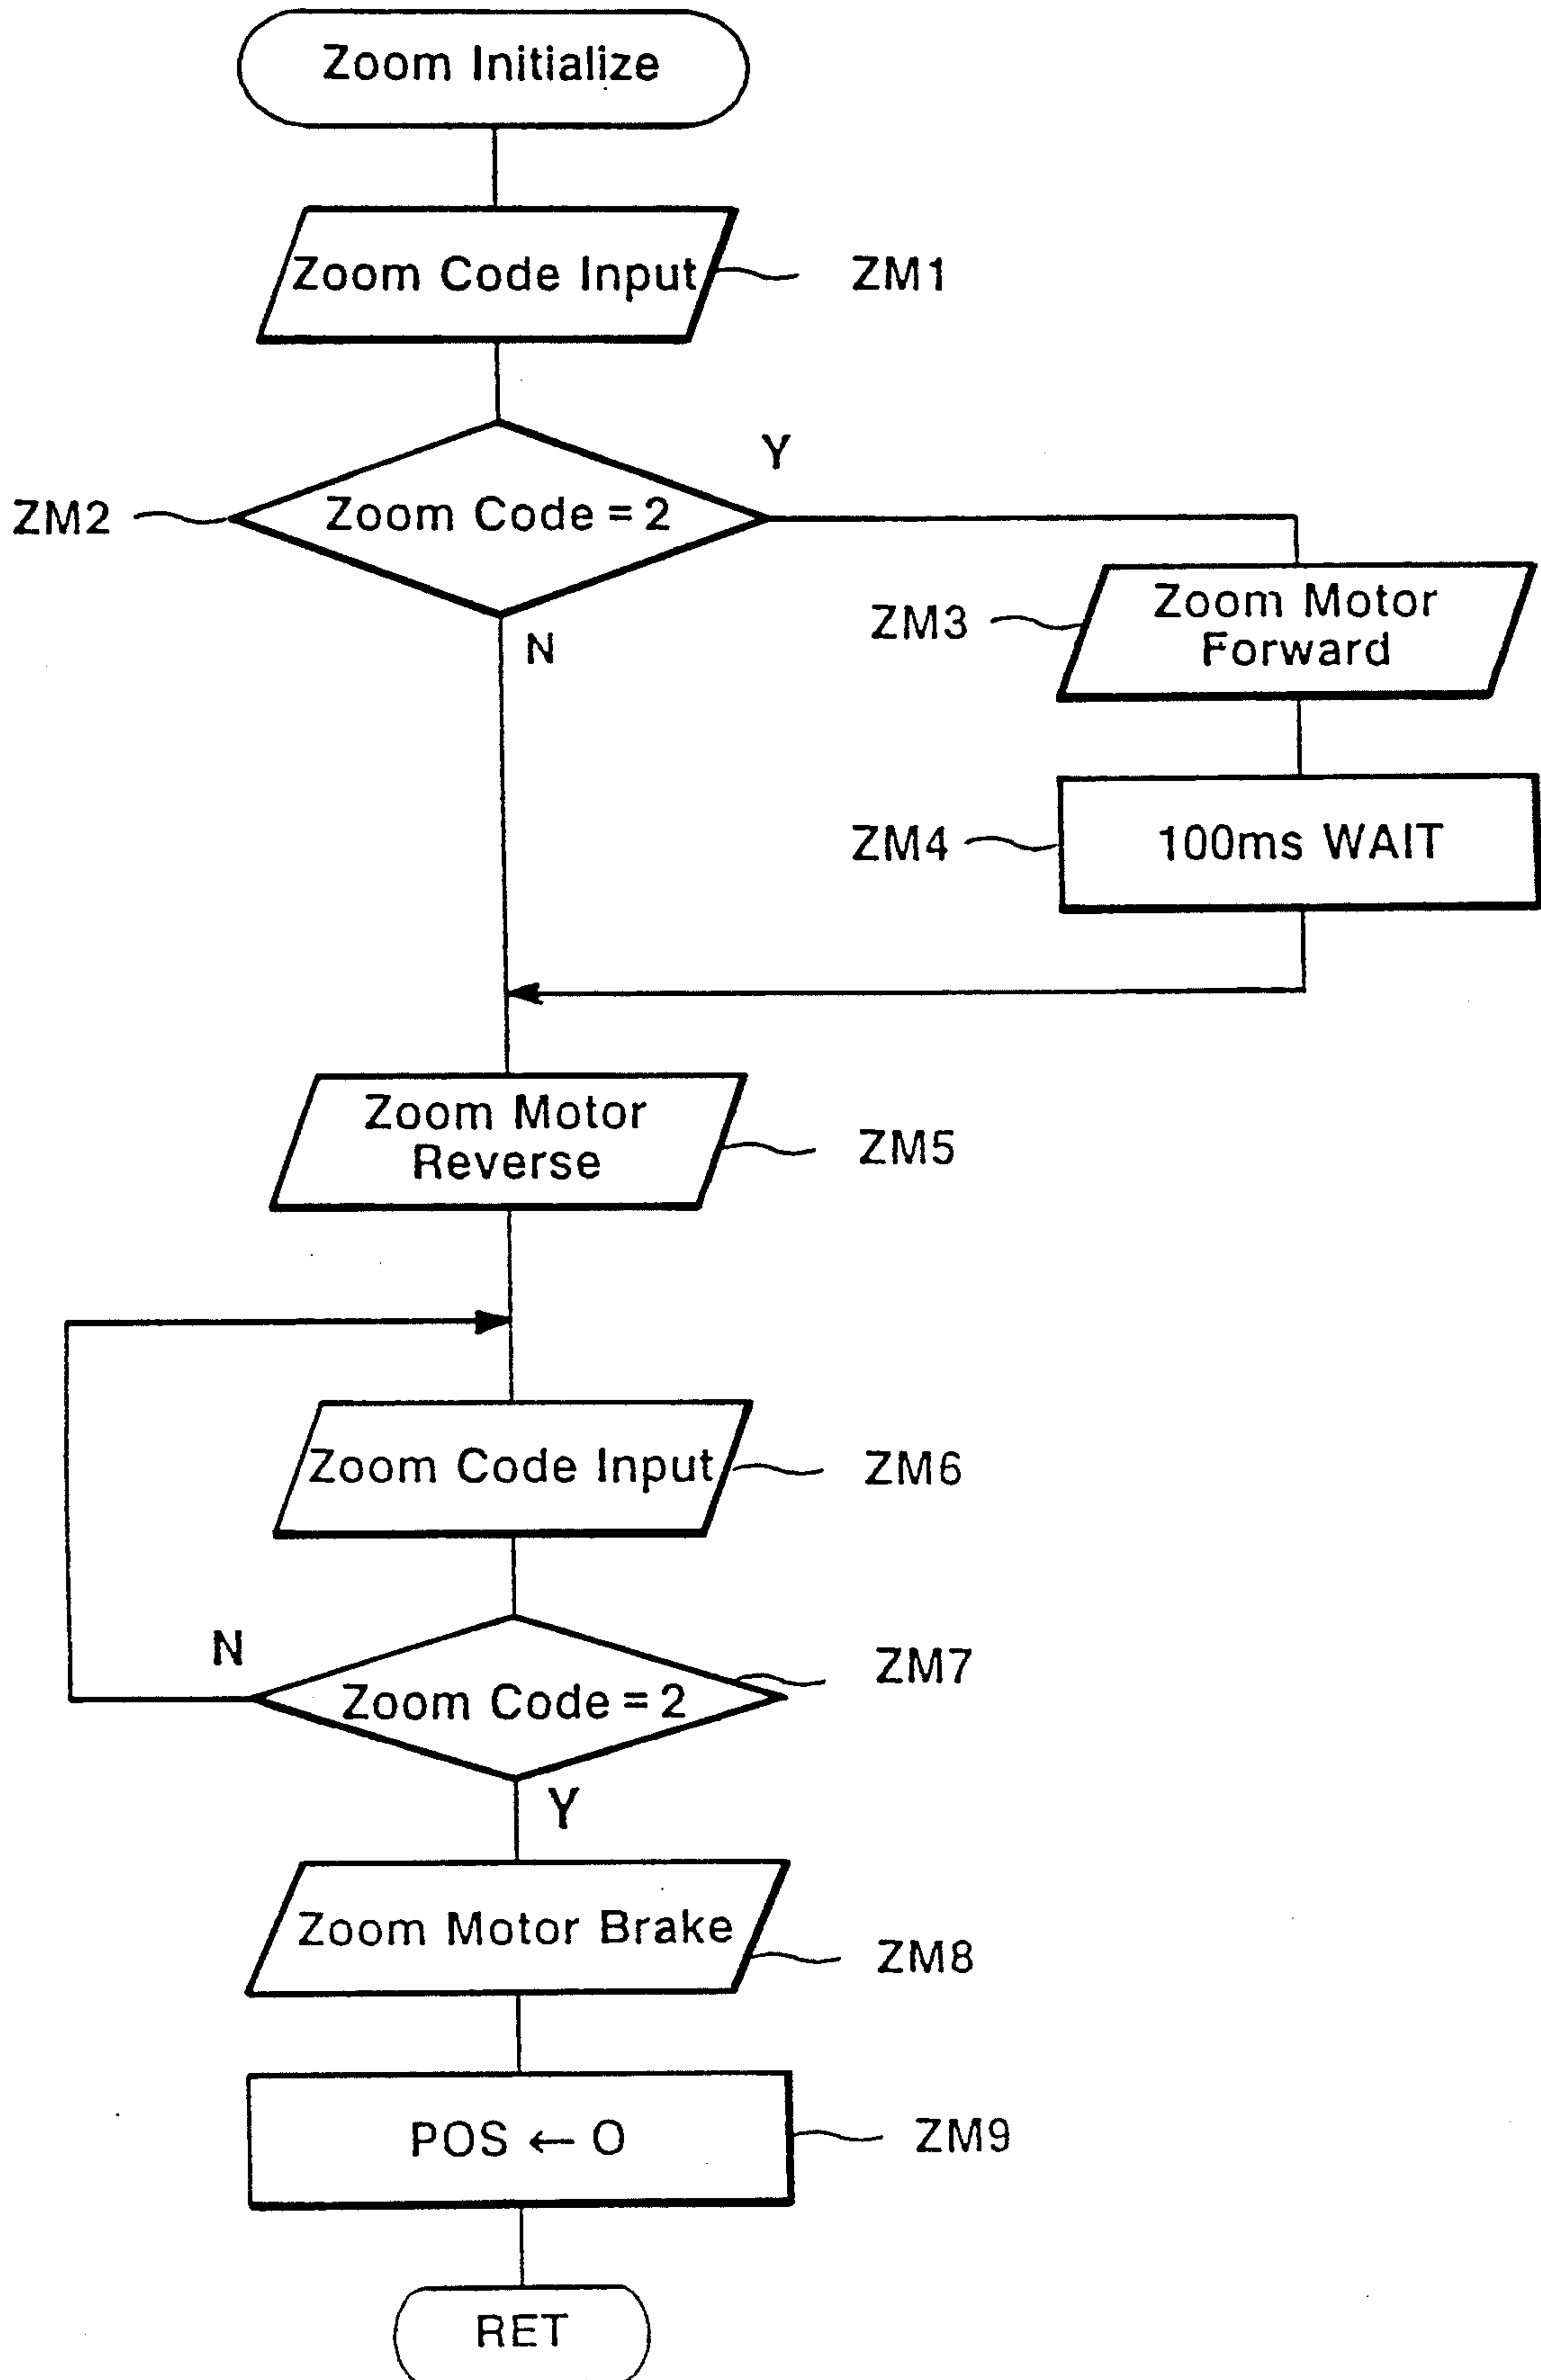 Zoom Initialize
Zoom Code Input
ZM1
Y
ZM2
Zoom Code = 2
N
ZM3
Zoom Motor
Forward
ZM4
100ms WAIT
Zoom Motor
Reverse
ZM5
Zoom Code Input
ZM6
N
Zoom Code = 2
ZM7
Y
Zoom Motor Brake
ZM8
POS ← O
ZM9
RET